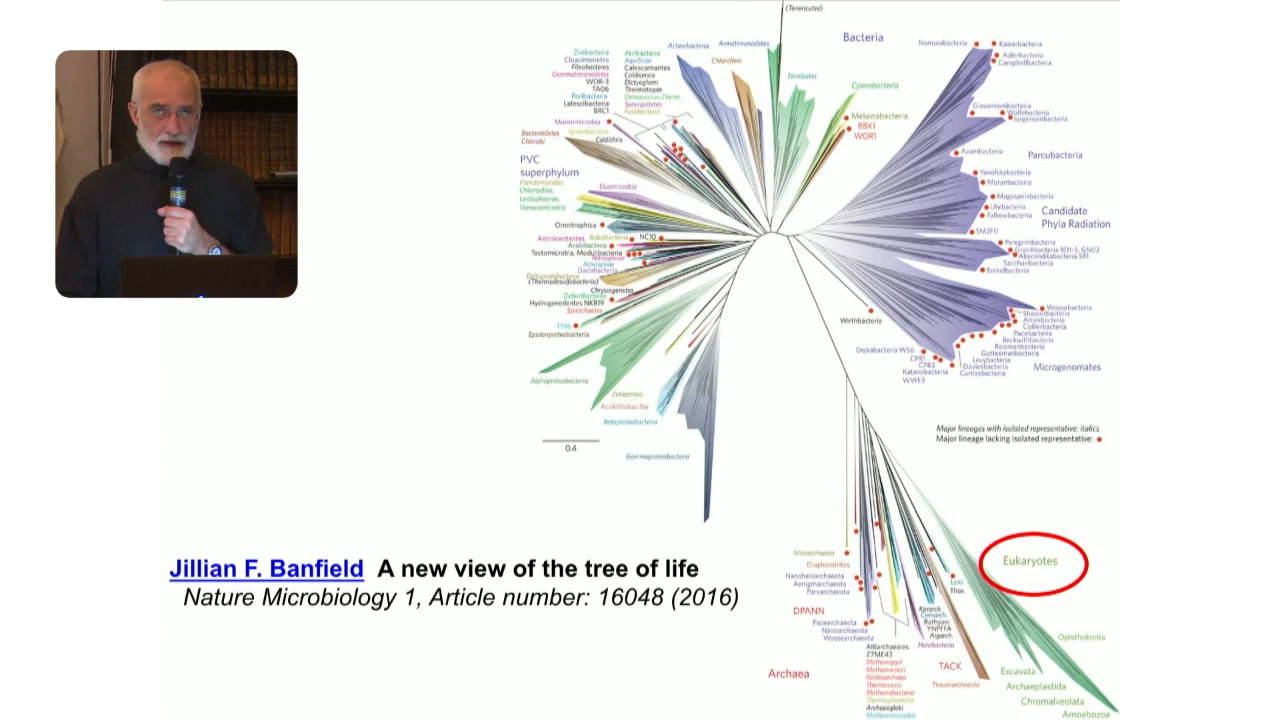 (Tenericutes)
Bacteria
Actinobacteria
Armatimonadetes
Nomurabacteria
Kaiserbacteria
Zixibacteria
Atribacteria
Adlerbacteria
Cloacimonetes
Aquificae
Chloroflexi
Campbellbacteria
Fibrobacteres
Calescamantes
Gemmatimonadetes
Caldiserica
WOR-3
Dictyoglomi
Firmicutes
TA06
Thermotogae
Cyanobacteria
Poribacteria
Deinococcus-Therm.
Latescibacteria
Synergistetes
Giovannonibacteria
BRC1
Fusobacteria
Wolfebacteria
Melainabacteria
Jorgensenbacteria
Marinimicrobia
RBX1
Bacteroidetes
WOR1
Chlorobi
Caldithrix
PVC
superphylum
Azambacteria
Parcubacteria
Yanofskybacteria
Planctomycetes
Moranbacteria
Chlamydiae,
Elusimicrobia
Lentisphaerae,
Magasanikbacteria
Verrucomicrobia
Uhrbacteria
Candidate
Falkowbacteria
Phyla Radiation
Omnitrophica
SM2F11
Aminicentantes
Rokubacteria
NC10
Peregrinibacteria
Acidobacteria
Gracilibacteria BD1-5, GN02
Tectomicrobia, Modulibacteria
Absconditabacteria SR1
Nitrospinae
Saccharibacteria
Nitrospirae
Berkelbacteria
Dadabacteria
Deltaproteobacteria
(Thermodesulfobacteria)
Chrysiogenetes
Deferribacteres
Hydrogenedentes NKB19
Woesebacteria
Spirochaetes
Shapirobacteria
Wirthbacteria
Amesbacteria
TM6
Collierbacteria
Epsilonproteobacteria
Pacebacteria
Beckwithbacteria
Roizmanbacteria
Dojkabacteria WS6
Gottesmanbacteria
CPR1
Levybacteria
CPR3
Daviesbacteria
Microgenomates
Katanobacteria
Curtissbacteria
WWE3
Alphaproteobacteria
Zetaproteo.
Acidithiobacillia
Betaproteobacteria
Major lineages with isolated representative: italics
Major lineage lacking isolated representative:
0.4
Gammaproteobacteria
Micrarchaeota
Eukaryotes
Diapherotrites
Nanohaloarchaeota
Loki.
Aenigmarchaeota
Thor.
Parvarchaeota
Jillian F. Banfield A new view of the tree of life
Nature Microbiology 1, Article number: 16048 (2016)
DPANN
Korarch.
Crenarch.
Pacearchaeota
Bathyarc.
Nanoarchaeota
YNPFFA
Woesearchaeota
Aigarch.
Opisthokonta
Altiarchaeales
Halobacteria
Z7ME43
Methanopyri
TACK
Methanococci
Excavata
Archaea
Hadesarchaea
Thermococci
Thaumarchaeota
Archaeplastida
Methanobacteria
Thermoplasmata
Chromalveolata
Archaeoglobi
Methanomicrobia
Amoebozoa